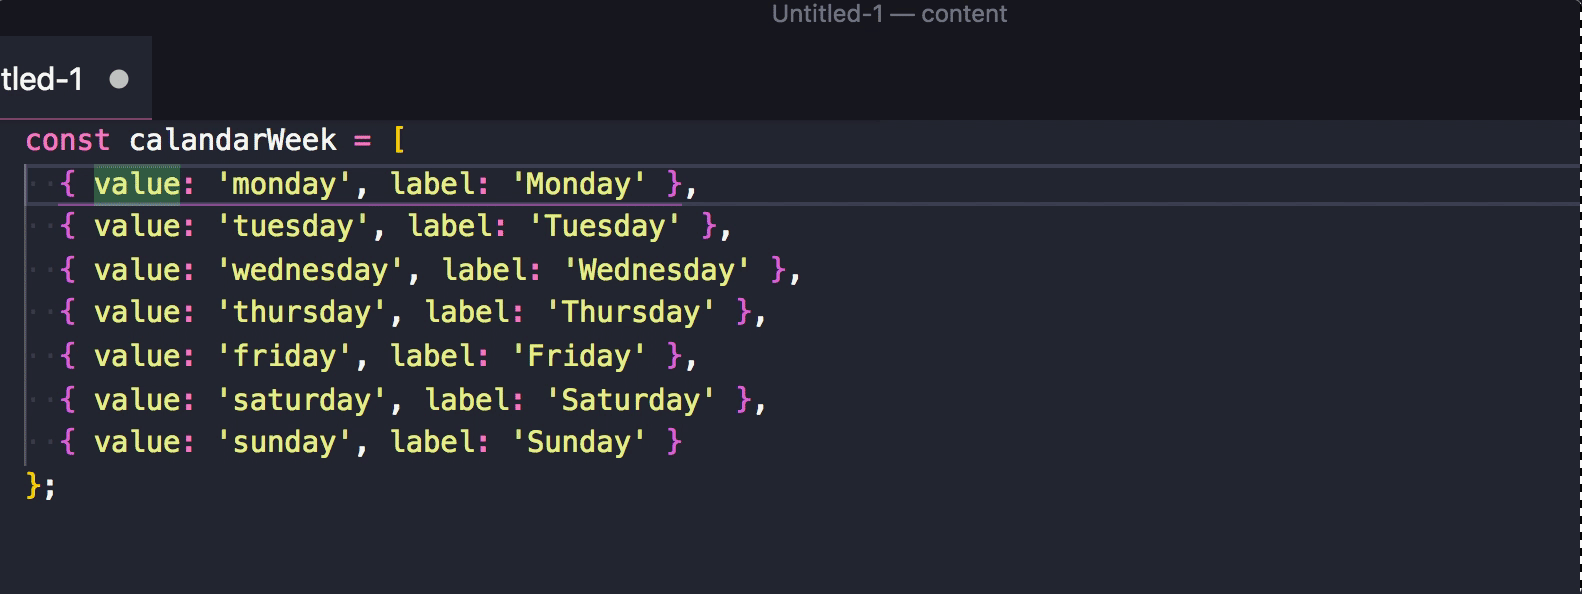 Untitled-1 — content
tled-1
const calandarWeek = [
{ value: 'monday', label: 'Monday' },
{ value: 'tuesday', label: 'Tuesday' },
{ value: 'wednesday', label: 'Wednesday' },
{ value: 'thursday', label: 'Thursday' },
{ value: 'friday', label: 'Friday' },
{ value: 'saturday', label: 'Saturday' },
{ value: 'sunday', label: 'Sunday' }
};